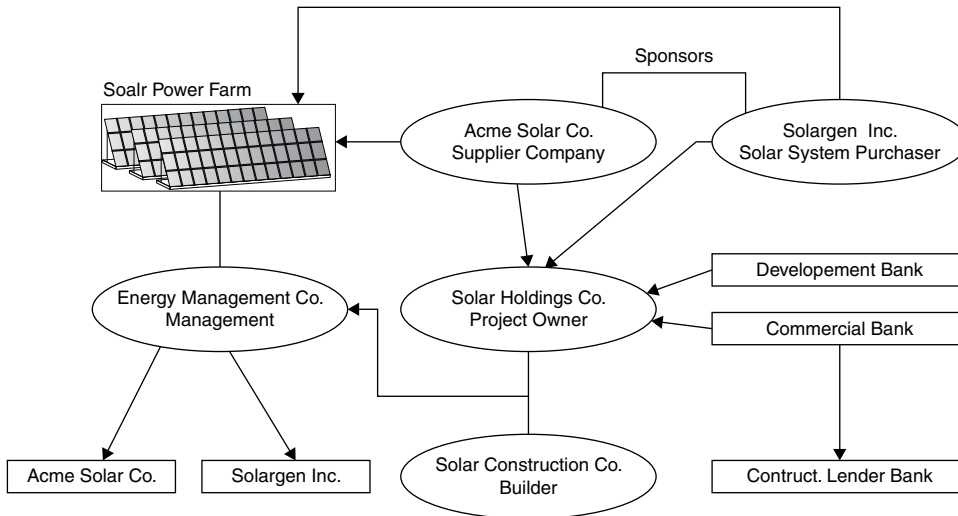 Sponsors
Soalr Power Farm
Acme Solar Co.
Supplier Company
Solargen Inc.
Solar System Purchaser
Energy Management Co.
Management
Solar Holdings Co.
Project Owner
Developement Bank
Commercial Bank
Acme Solar Co.
Solargen Inc.
Solar Construction Co.
Builder
Contruct. Lender Bank